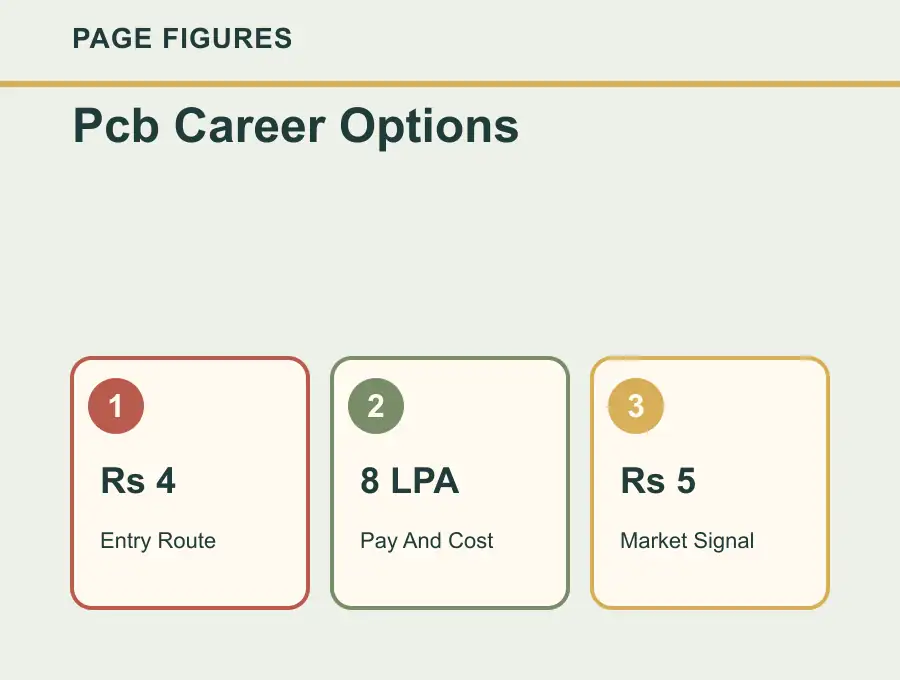 PAGE FIGURES
Pcb Career Options
1
Rs 4
Entry Route
2
8 LPA
Pay And Cost
3
Rs 5
Market Signal